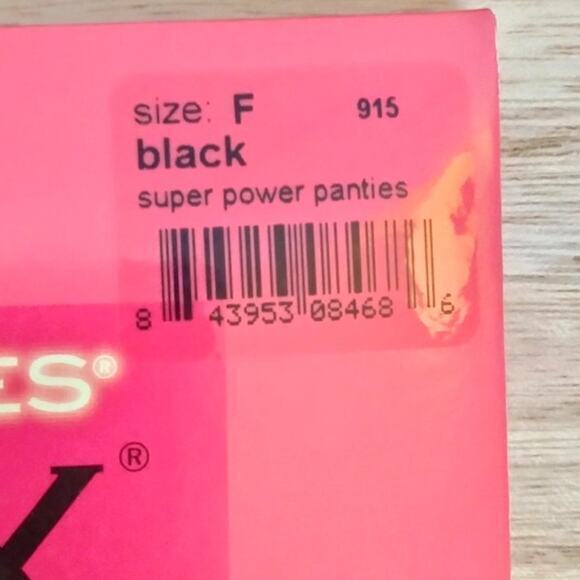 size: F 915
black
super power panties
8 43953 08468 6
ES®
®